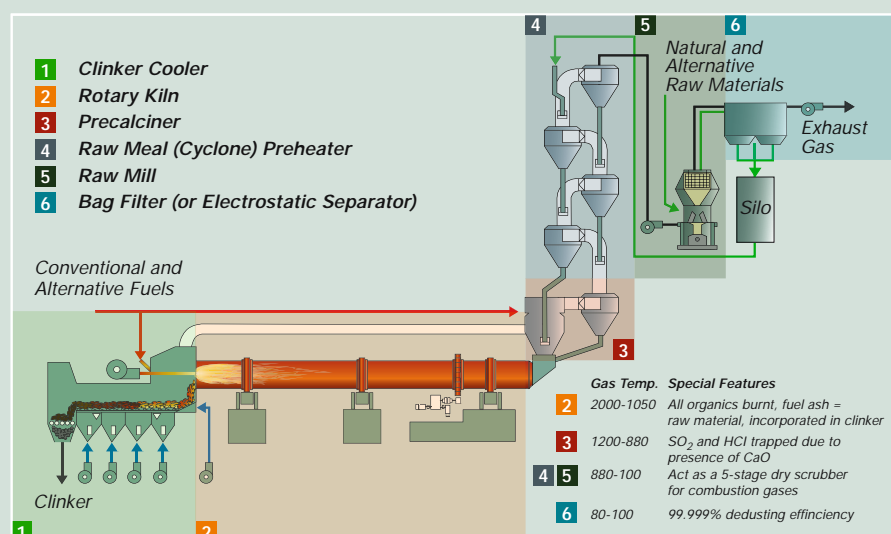 4
5
6
1 Clinker Cooler
2 Rotary Kiln
3 Precalciner
4 Raw Meal (Cyclone) Preheater
5 Raw Mill
6 Bag Filter (or Electrostatic Separator)
Natural and
Alternative
Raw Materials
Exhaust
Gas
Silo
Conventional and
Alternative Fuels
3
Clinker
1
2
Gas Temp. Special Features
2 2000-1050 All organics burnt, fuel ash =
raw material, incorporated in clinker
3 1200-880 SO₂ and HCl trapped due to
presence of CaO
4 5 880-100 Act as a 5-stage dry scrubber
for combustion gases
6 80-100 99.999% dedusting effinciency